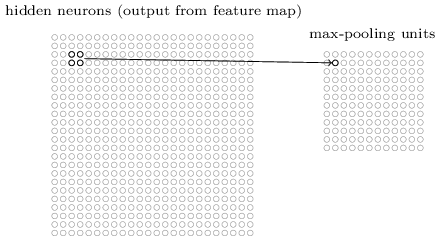 hidden neurons (output from feature map)
max-pooling units